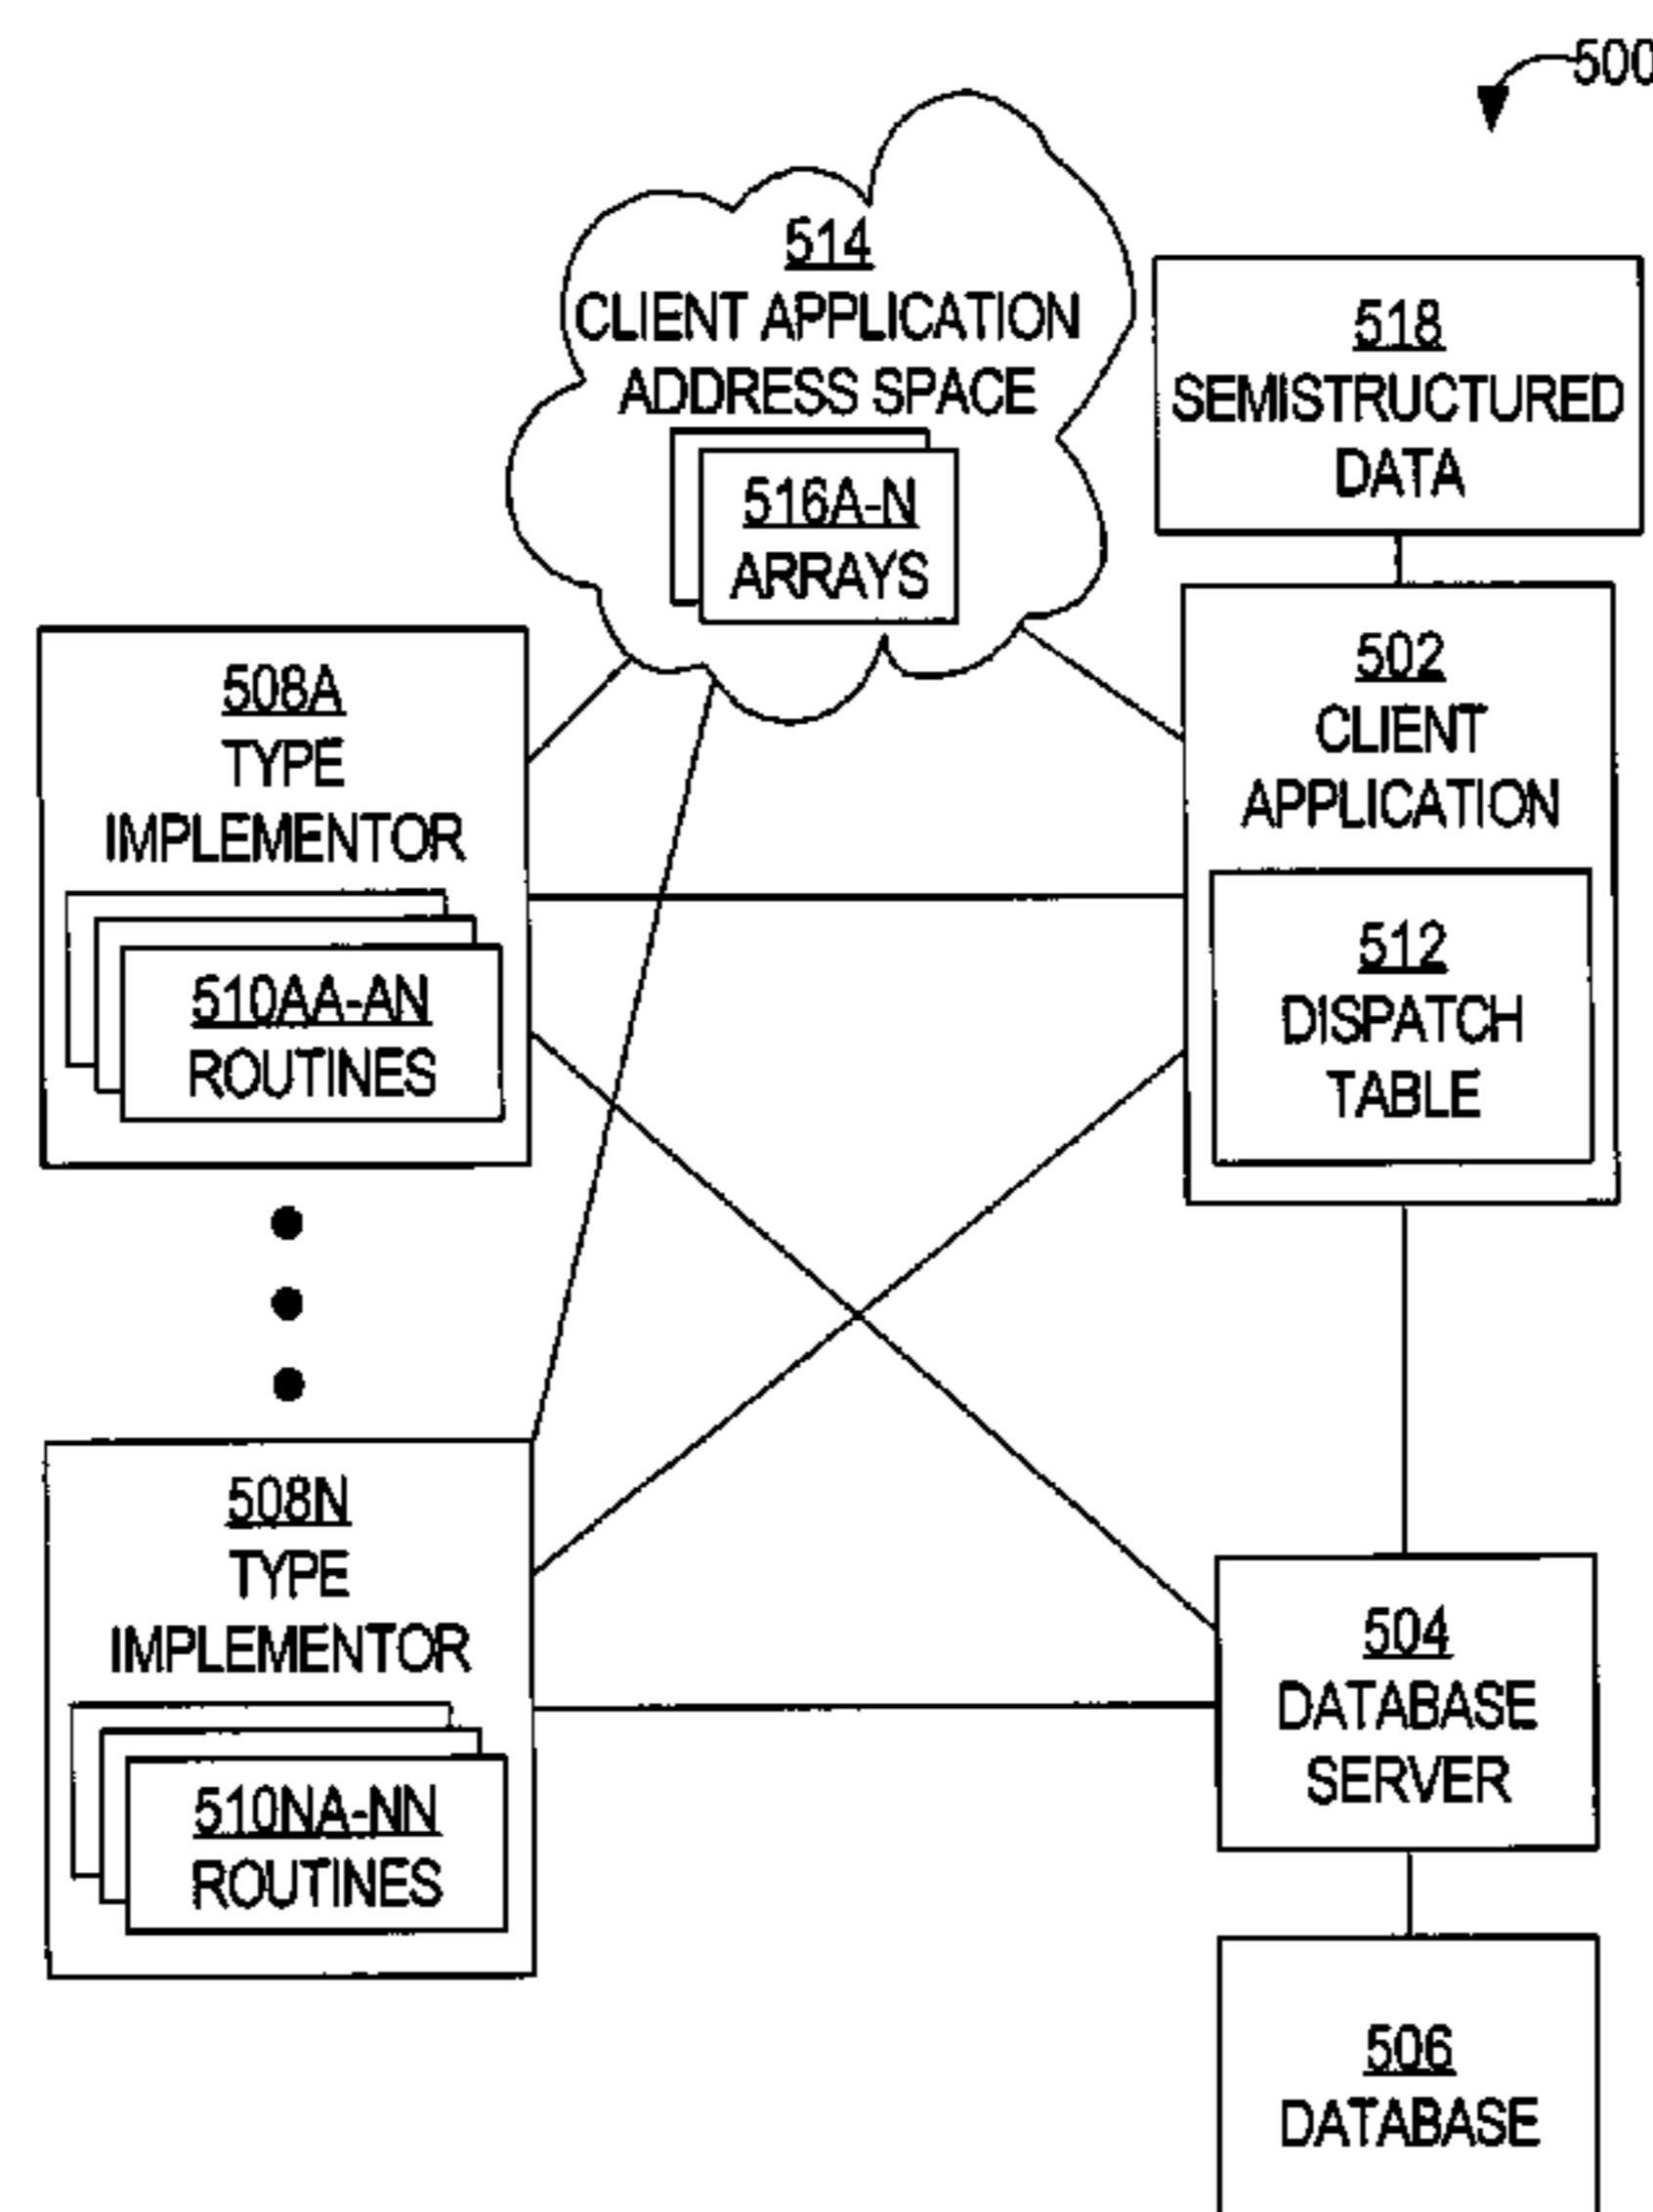 500
514
CLIENT APPLICATION
ADDRESS SPACE
516A-N
ARRAYS
518
SEMISTRUCTURED
DATA
508A
TYPE
IMPLEMENTOR
510AA-AN
ROUTINES
502
CLIENT
APPLICATION
512
DISPATCH
TABLE
508N
TYPE
IMPLEMENTOR
510NA-NN
ROUTINES
504
DATABASE
SERVER
506
DATABASE